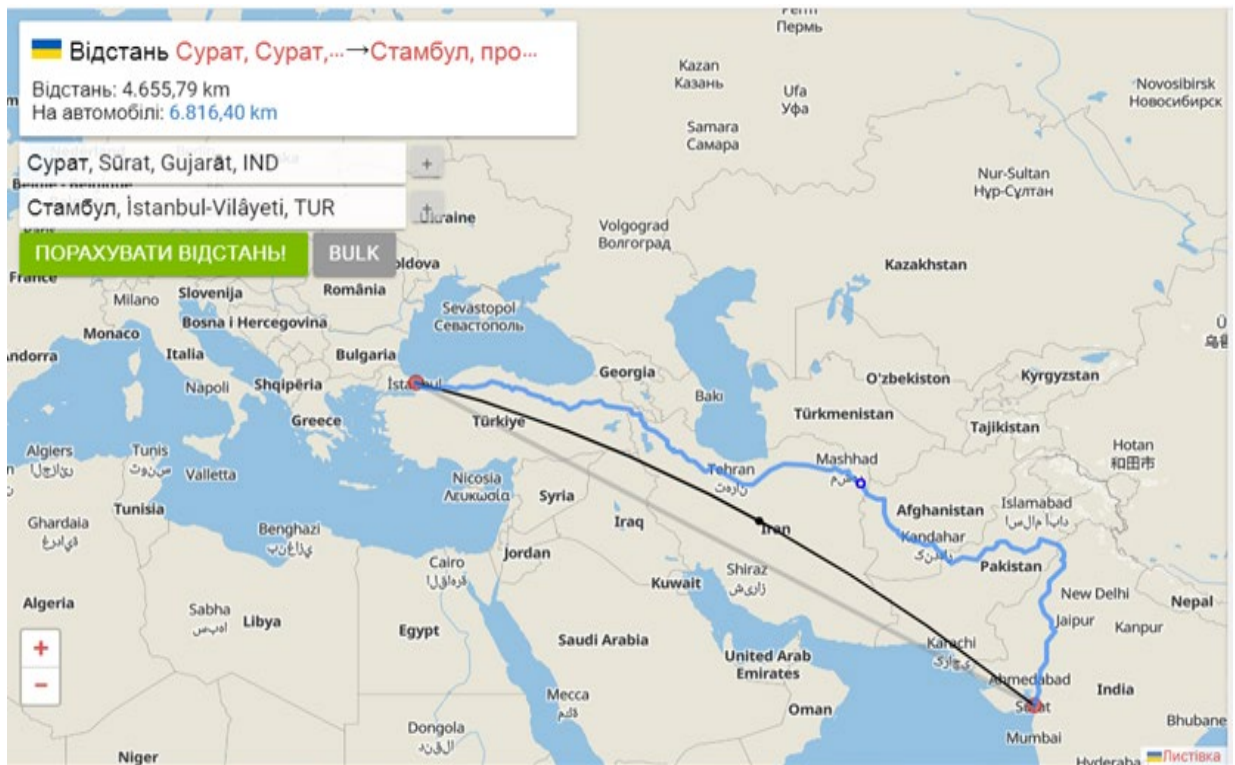 Perm
Пермь
Відстань Сурат, Сурат,...→Стамбул, про...
Відстань: 4.655,79 km
На автомобілі: 6.816,40 km
Kazan
Казань
Ufa
Уфа
Novosibirsk
Новосибирск
Samara
Самара
Сурат, Sūrat, Gujarāt, IND
+
Nur-Sultan
Нұр-Сұлтан
Стамбул, İstanbul-Vilâyeti, TUR
+
Ukraine
Volgograd
Волгоград
ПОРАХУВАТИ ВІДСТАНЬ!
BULK
oldova
Kazakhstan
France
Milano
Slovenija
România
Sevastopol
Севастополь
Monaco
Bosna i Hercegovina
Andorra
Italia
Bulgaria
Georgia
O'zbekiston
Kyrgyzstan
Napoli
Shqipëria
İstanbul
Bakı
Greece
Türkiye
Türkmenistan
Tajikistan
Algiers
Tunis
Valletta
Nicosia
Λευκωσία
Syria
Tehran
Mashhad
Hotan
和田市
Tunisia
Ghardaia
Benghazi
Iraq
Iran
Afghanistan
Islamabad
Kandahar
Pakistan
Cairo
Jordan
Kuwait
Shiraz
New Delhi
Nepal
Algeria
Sabha
Libya
Egypt
Saudi Arabia
Jaipur
Kanpur
+
−
United Arab
Emirates
Karachi
Ahmedabad
India
Mecca
Oman
Surat
Dongola
Mumbai
Bhubane
Niger
Hyderaba
Листівка